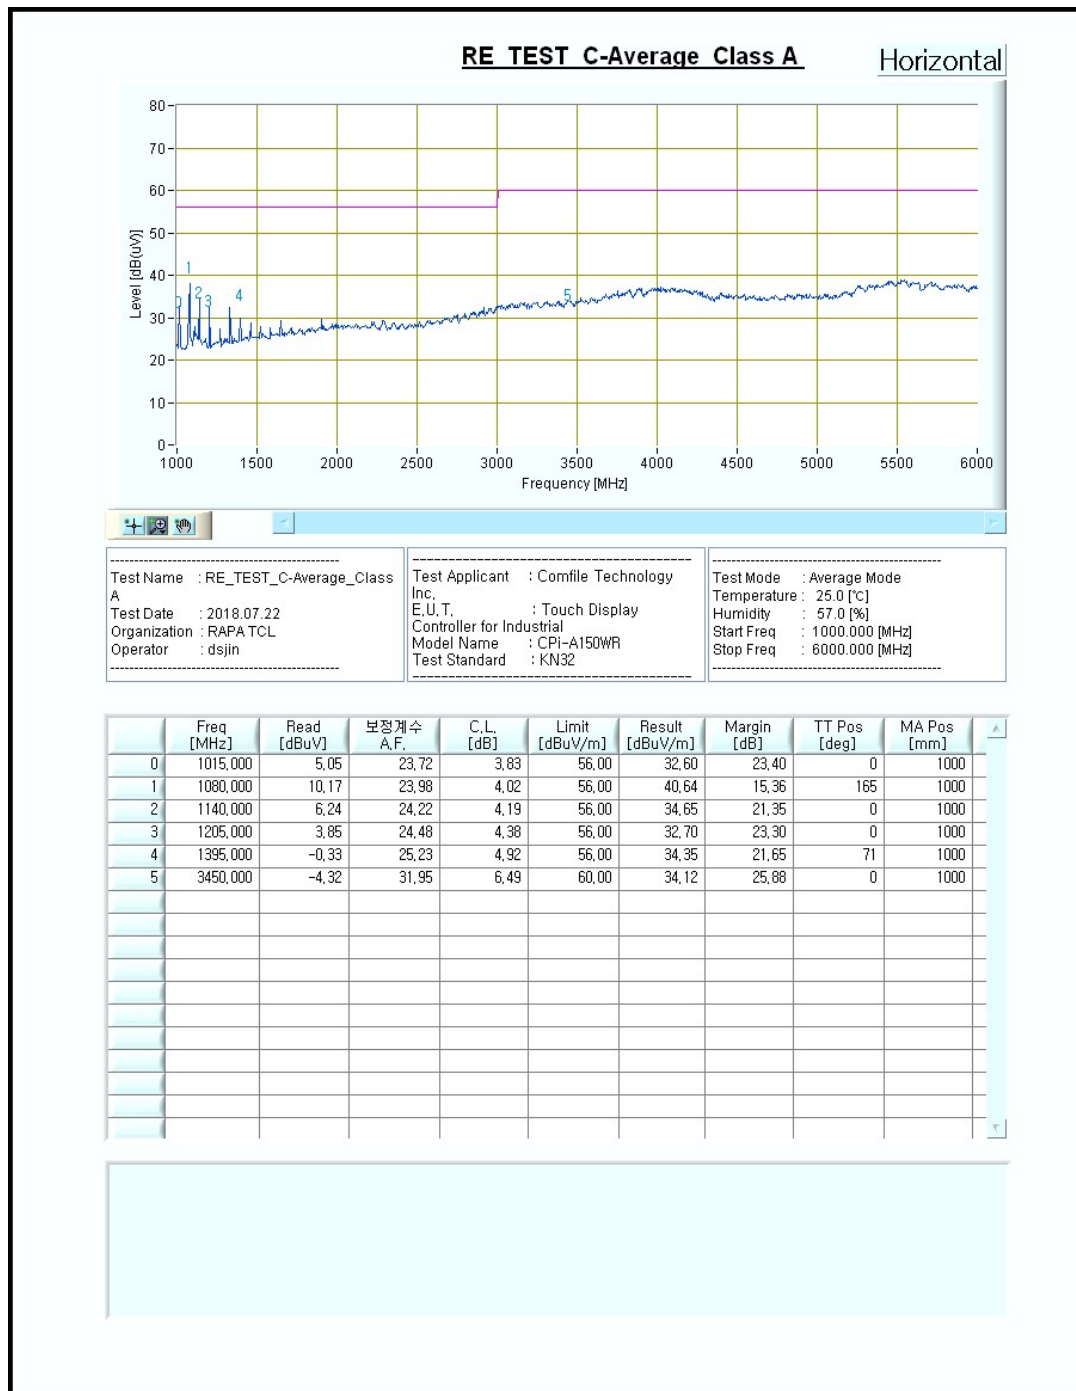 RE_TEST_C-Average_Class A
Horizontal
80
70
60
50
40
30
20
10
0
Level [dB(uV)]
0
1
2
3
4
5
1000 1500 2000 2500 3000 3500 4000 4500 5000 5500 6000
Frequency [MHz]
Test Name : RE_TEST_C-Average_Class
A
Test Date : 2018.07.22
Organization : RAPA TCL
Operator : dsjin
Test Applicant : Comfile Technology
Inc.
E.U.T. : Touch Display
Controller for Industrial
Model Name : CPi-A150WR
Test Standard : KN32
Test Mode : Average Mode
Temperature : 25.0 [℃]
Humidity : 57.0 [%]
Start Freq : 1000.000 [MHz]
Stop Freq : 6000.000 [MHz]
Freq Read 보정계수 C.L. Limit Result Margin TT Pos MA Pos
[MHz] [dBuV] A.F. [dB] [dBuV/m] [dBuV/m] [dB] [deg] [mm]
0 1015,000 5,05 23,72 3,83 56,00 32,60 23,40 0 1000
1 1080,000 10,17 23,98 4,02 56,00 40,64 15,36 165 1000
2 1140,000 6,24 24,22 4,19 56,00 34,65 21,35 0 1000
3 1205,000 3,85 24,48 4,38 56,00 32,70 23,30 0 1000
4 1395,000 -0,33 25,23 4,92 56,00 34,35 21,65 71 1000
5 3450,000 -4,32 31,95 6,49 60,00 34,12 25,88 0 1000